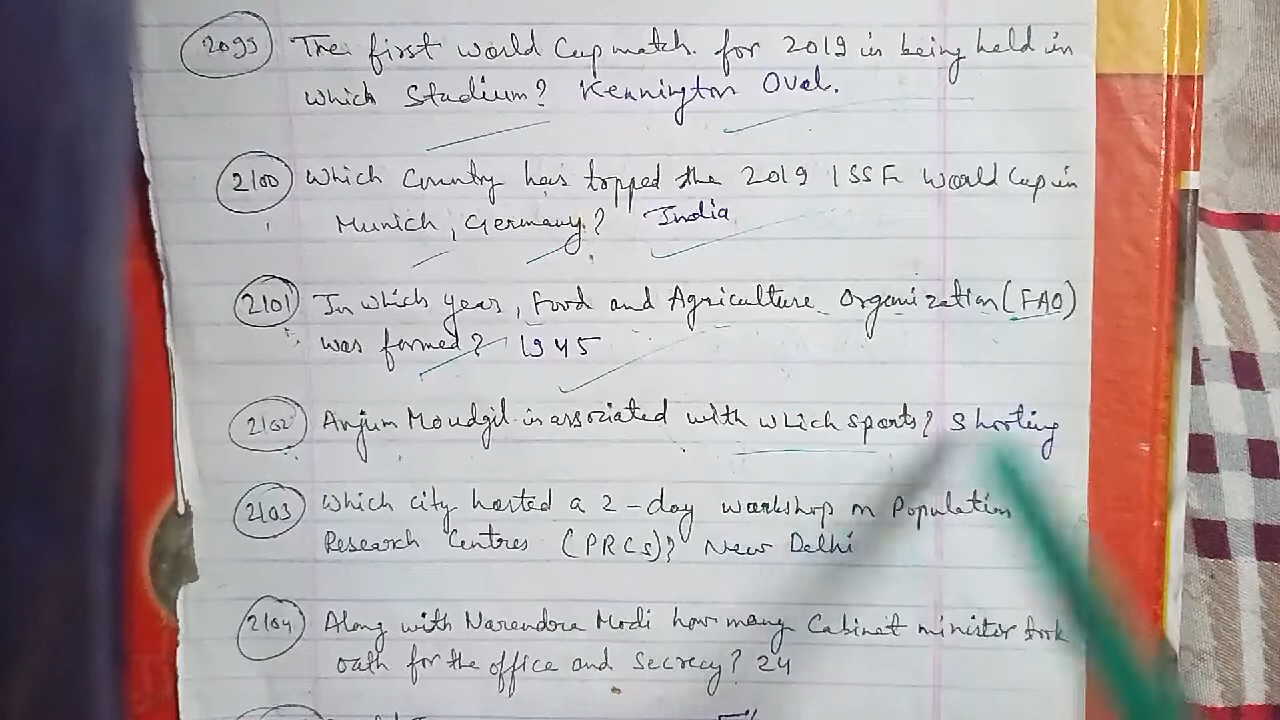 2099 The first world Cup match. for 2019 is being held in
which Stadium? Kennington Oval.
2100 Which Country has topped the 2019 ISSF World Cup in
Munich, Germany? India
2101 In which year, Food and Agriculture Organization (FAO)
was formed? 1945
2102 Anjum Moudgil is associated with which sports? Shooting
2103 Which city hosted a 2-day workshop on Population
Research Centres (PRCs)? New Delhi
2104 Along with Narendra Modi how many Cabinet minister took
oath for the office and Secrecy? 24